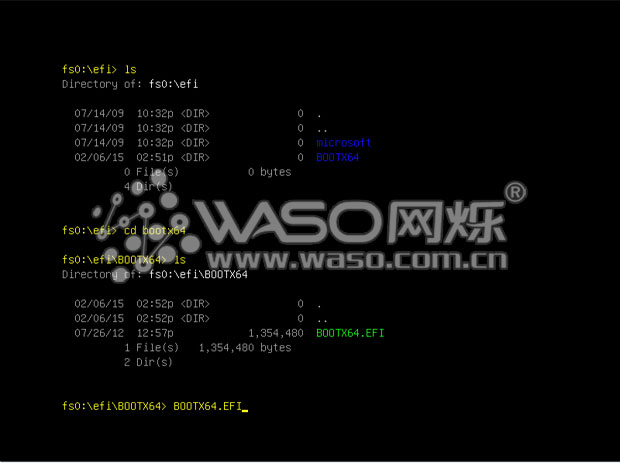 fs0:\efi> ls
Directory of: fs0:\efi
07/14/09 10:32p <DIR> 0 .
07/14/09 10:32p <DIR> 0 ..
07/14/09 10:32p <DIR> 0 microsoft
02/06/15 02:51p <DIR> 0 BOOTX64
0 File(s) 0 bytes
4 Dir(s)
®
WASO网烁
fs0:\efi> cd bootx64
www.waso.com.cn
fs0:\efi\BOOTX64> ls
Directory of: fs0:\efi\BOOTX64
02/06/15 02:52p <DIR> 0 .
02/06/15 02:52p <DIR> 0 ..
07/26/12 12:57p 1,354,480 BOOTX64.EFI
1 File(s) 1,354,480 bytes
2 Dir(s)
fs0:\efi\BOOTX64> BOOTX64.EFI_